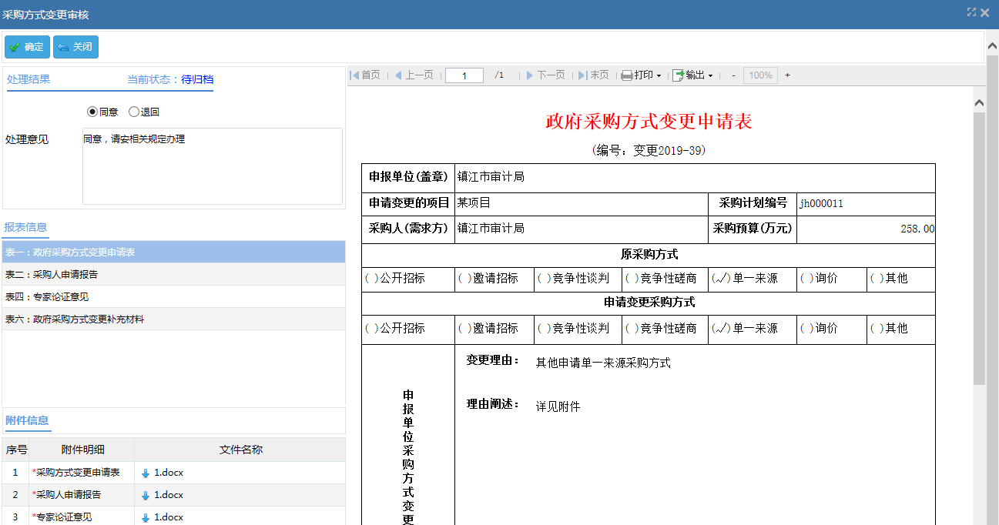 采购方式变更审核
确定 关闭
处理结果 当前状态：待归档
同意 退回
处理意见 同意，请安相关规定办理
报表信息
表一：政府采购方式变更申请表
表二：采购人申请报告
表四：专家论证意见
表六：政府采购方式变更补充材料
附件信息
序号 附件明细 文件名称
1 *采购方式变更申请表 1.docx
2 *采购人申请报告 1.docx
3 *专家论证意见 1.docx
首页 上一页 1 /1 下一页 末页 打印 输出 - 100% +
政府采购方式变更申请表
(编号：变更2019-39)
申报单位(盖章) 镇江市审计局
申请变更的项目 某项目 采购计划编号 jh000011
采购人(需求方) 镇江市审计局 采购预算(万元) 258.00
原采购方式
( )公开招标 ( )邀请招标 ( )竞争性谈判 ( )竞争性磋商 (✓)单一来源 ( )询价 ( )其他
申请变更采购方式
( )公开招标 ( )邀请招标 ( )竞争性谈判 ( )竞争性磋商 (✓)单一来源 ( )询价 ( )其他
变更理由： 其他申请单一来源采购方式
理由阐述： 详见附件
申
报
单
位
采
购
方
式
变
更